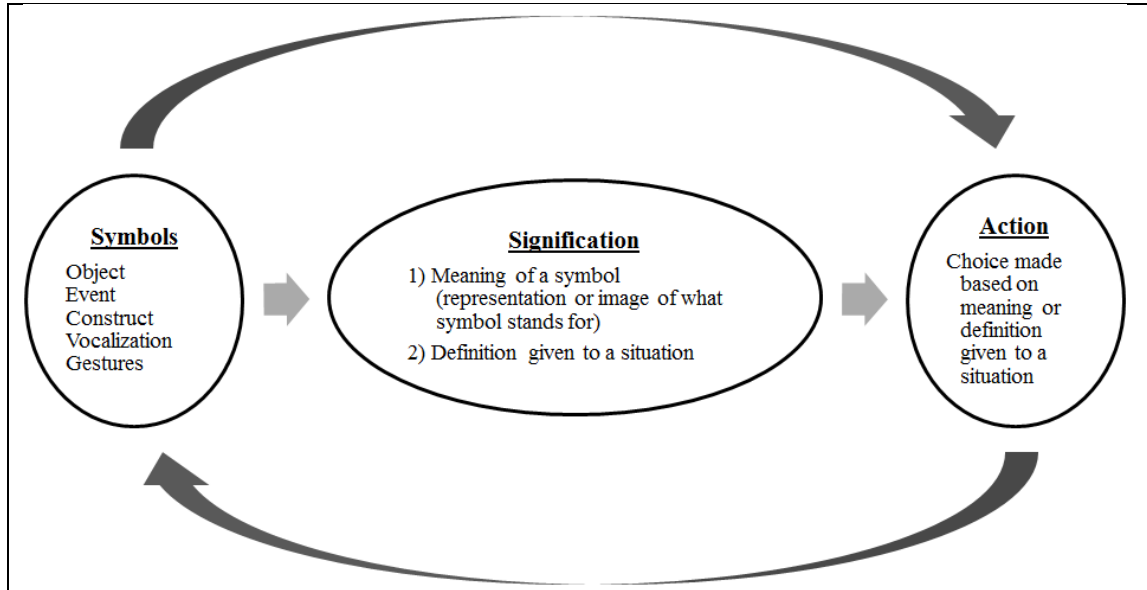 Symbols
Object
Event
Construct
Vocalization
Gestures
Signification
1) Meaning of a symbol
(representation or image of what
symbol stands for)
2) Definition given to a situation
Action
Choice made
based on
meaning or
definition
given to a
situation